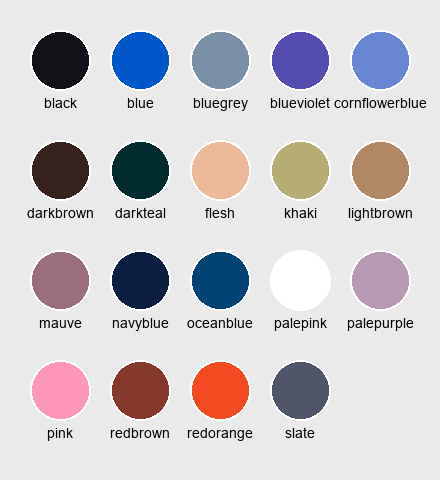 black blue bluegrey blueviolet cornflowerblue
darkbrown darkteal flesh khaki lightbrown
mauve navyblue oceanblue palepink palepurple
pink redbrown redorange slate